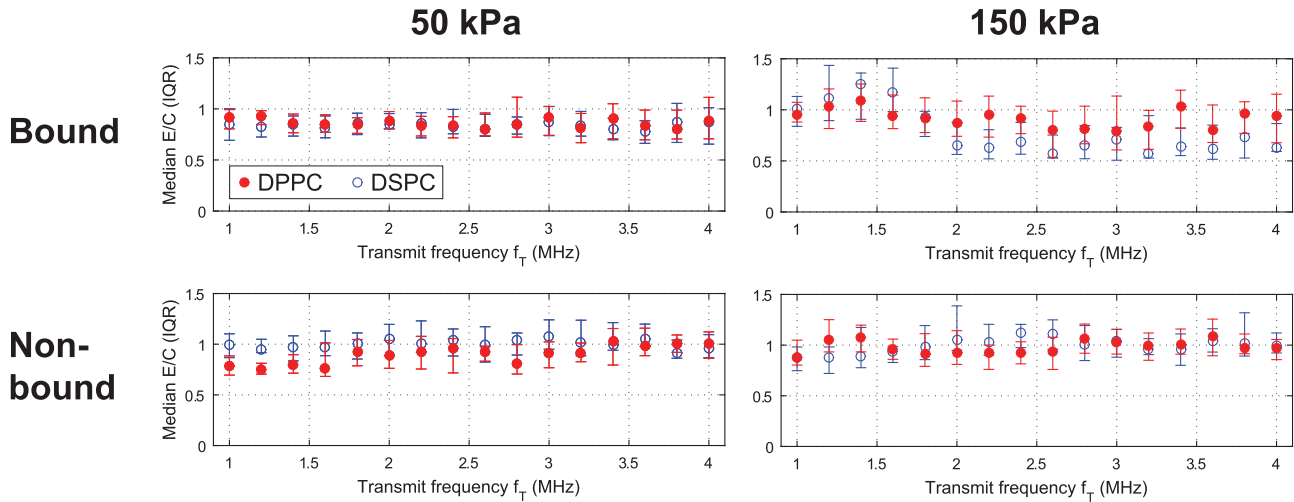 50 kPa
150 kPa
Bound
Non-
bound
Median E/C (IQR)
1.5
1
0.5
0
DPPC
DSPC
1 1.5 2 2.5 3 3.5 4
Transmit frequency f_T (MHz)
1.5
1
0.5
0
1 1.5 2 2.5 3 3.5 4
Transmit frequency f_T (MHz)
Median E/C (IQR)
1.5
1
0.5
0
1 1.5 2 2.5 3 3.5 4
Transmit frequency f_T (MHz)
1.5
1
0.5
0
1 1.5 2 2.5 3 3.5 4
Transmit frequency f_T (MHz)